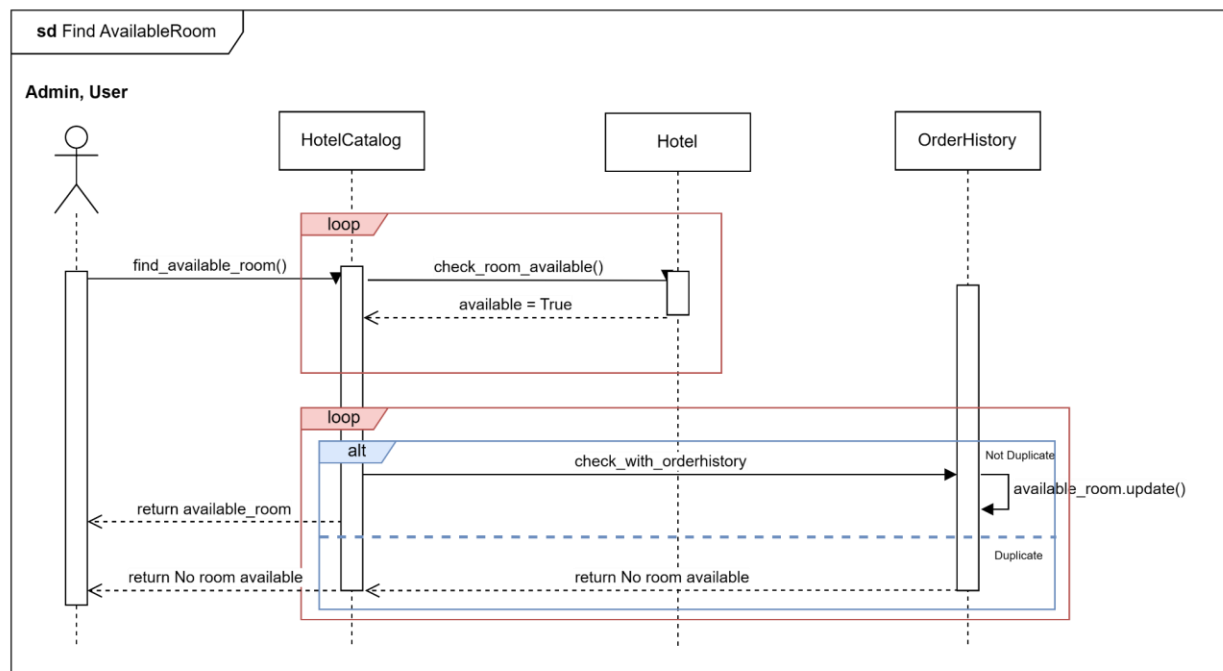 sd Find AvailableRoom
Admin, User
HotelCatalog
Hotel
OrderHistory
loop
find_available_room()
check_room_available()
available = True
loop
alt
check_with_orderhistory
Not Duplicate
available_room.update()
return available_room
Duplicate
return No room available
return No room available